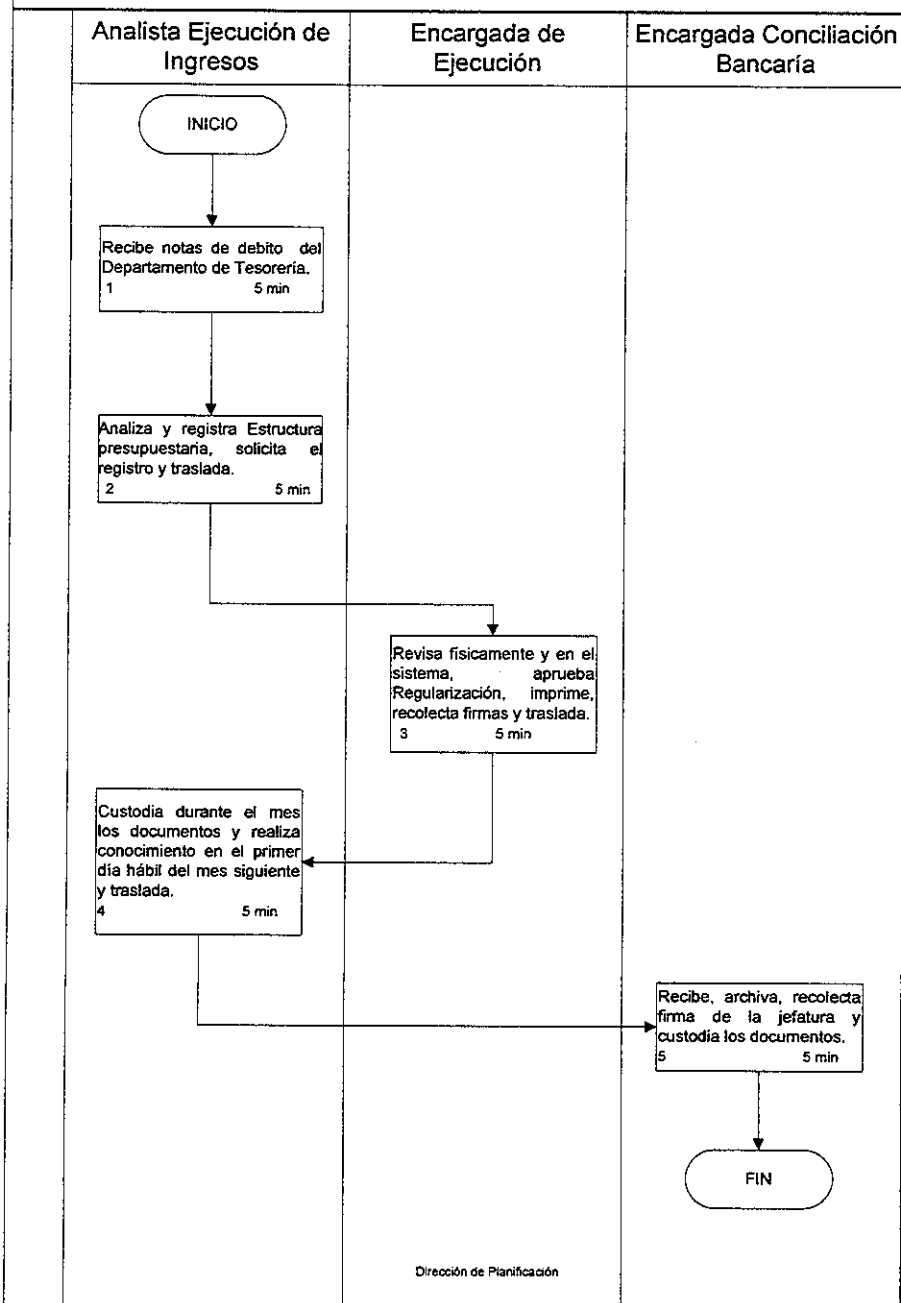 Analista Ejecución de
Ingresos
Encargada de
Ejecución
Encargada Conciliación
Bancaría
INICIO
Recibe notas de debito del
Departamento de Tesorería.
1 5 min
Analiza y registra Estructura
presupuestaria, solicita el
registro y traslada.
2 5 min
Revisa físicamente y en el
sistema, aprueba
Regularización, imprime,
recolecta firmas y traslada.
3 5 min
Custodia durante el mes
los documentos y realiza
conocimiento en el primer
día hábil del mes siguiente
y traslada.
4 5 min
Recibe, archiva, recolecta
firma de la jefatura y
custodia los documentos.
5 5 min
FIN
Dirección de Planificación